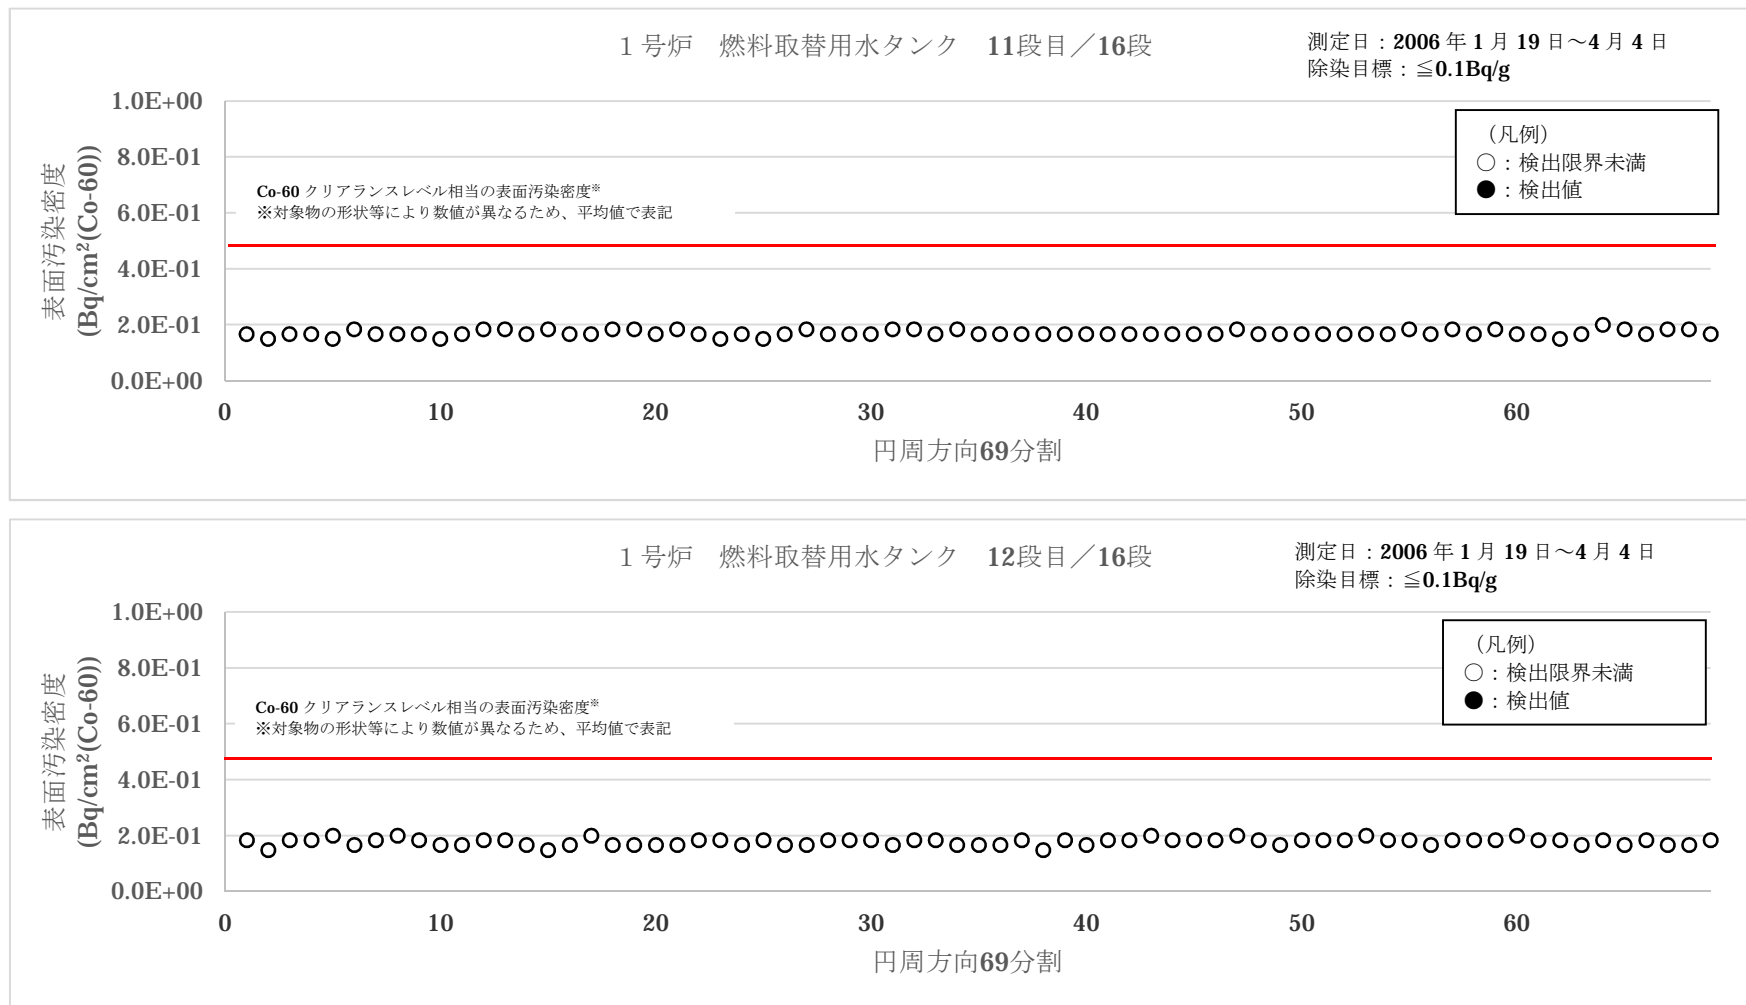 １号炉　燃料取替用水タンク　11段目／16段
測定日：2006 年 1 月 19 日～4 月 4 日
除染目標：≦0.1Bq/g
（凡例）
○：検出限界未満
●：検出値
Co-60 クリアランスレベル相当の表面汚染密度※
※対象物の形状等により数値が異なるため、平均値で表記
表面汚染密度
(Bq/cm²(Co-60))
1.0E+00
8.0E-01
6.0E-01
4.0E-01
2.0E-01
0.0E+00
0 10 20 30 40 50 60
円周方向69分割
１号炉　燃料取替用水タンク　12段目／16段
測定日：2006 年 1 月 19 日～4 月 4 日
除染目標：≦0.1Bq/g
（凡例）
○：検出限界未満
●：検出値
Co-60 クリアランスレベル相当の表面汚染密度※
※対象物の形状等により数値が異なるため、平均値で表記
表面汚染密度
(Bq/cm²(Co-60))
1.0E+00
8.0E-01
6.0E-01
4.0E-01
2.0E-01
0.0E+00
0 10 20 30 40 50 60
円周方向69分割